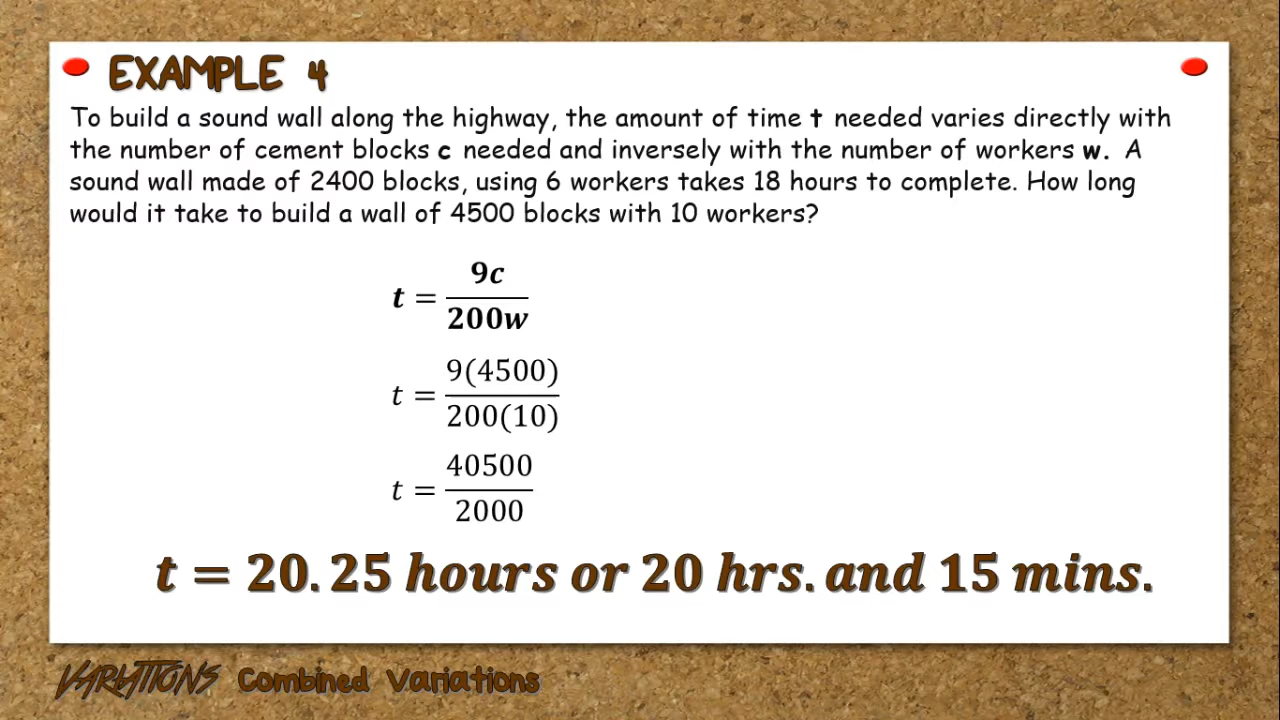 EXAMPLE 4
To build a sound wall along the highway, the amount of time t needed varies directly with
the number of cement blocks c needed and inversely with the number of workers w. A
sound wall made of 2400 blocks, using 6 workers takes 18 hours to complete. How long
would it take to build a wall of 4500 blocks with 10 workers?
t = 9c/200w
t = 9(4500)/200(10)
t = 40500/2000
t = 20.25 hours or 20 hrs. and 15 mins.
VARIATIONS Combined Variations